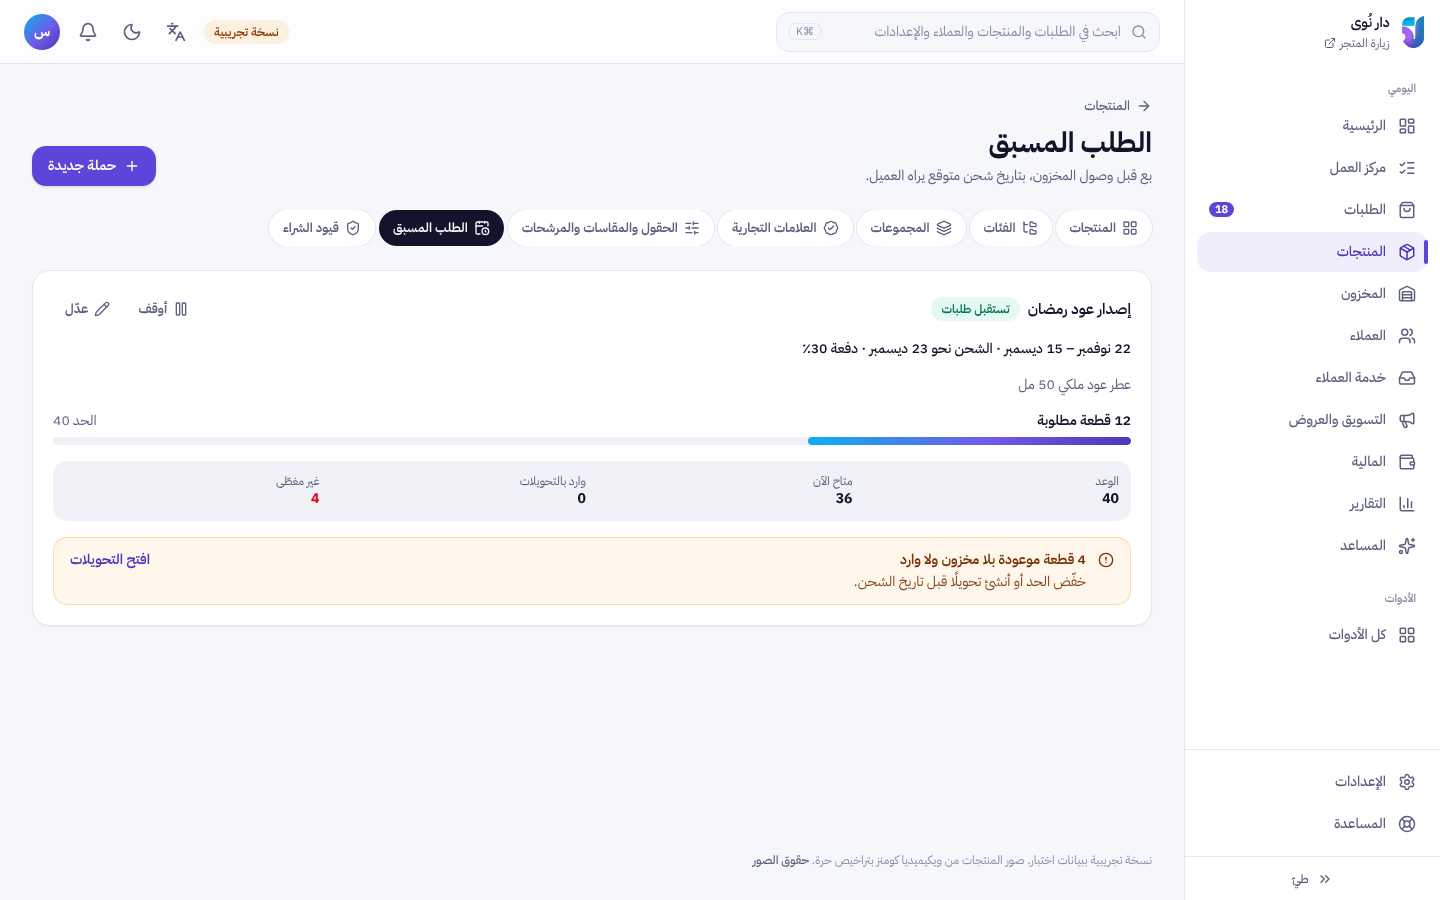 دار نُوى
زيارة المتجر
اليومي
الرئيسية
مركز العمل
الطلبات
18
المنتجات
المخزون
العملاء
خدمة العملاء
التسويق والعروض
المالية
التقارير
المساعد
الأدوات
كل الأدوات
الإعدادات
المساعدة
طيّ
ابحث في الطلبات والمنتجات والعملاء والإعدادات
⌘K
نسخة تجريبية
س
المنتجات
الطلب المسبق
بع قبل وصول المخزون، بتاريخ شحن متوقع يراه العميل.
حملة جديدة
المنتجات
الفئات
المجموعات
العلامات التجارية
الحقول والمقاسات والمرشحات
الطلب المسبق
قيود الشراء
إصدار عود رمضان
تستقبل طلبات
أوقف
عدّل
22 نوفمبر – 15 ديسمبر · الشحن نحو 23 ديسمبر · دفعة 30٪
عطر عود ملكي 50 مل
12 قطعة مطلوبة
الحد 40
الوعد
40
متاح الآن
36
وارد بالتحويلات
0
غير مغطّى
4
4 قطعة موعودة بلا مخزون ولا وارد
خفّض الحد أو أنشئ تحويلًا قبل تاريخ الشحن.
افتح التحويلات
نسخة تجريبية ببيانات اختبار. صور المنتجات من ويكيميديا كومنز بتراخيص حرة. حقوق الصور